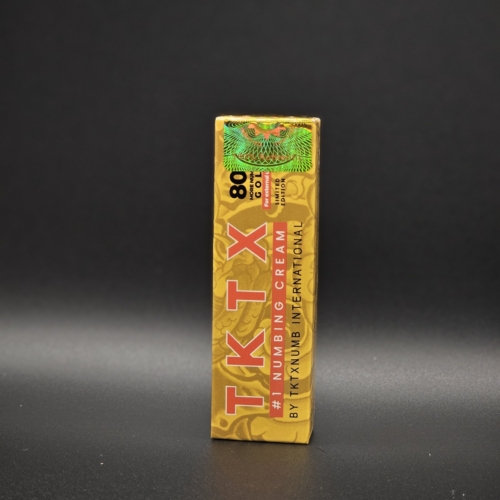 80
GOLD
LIMITED
EDITION
TKTX
#1 NUMBING CREAM
BY TKTXNUMB INTERNATIONAL